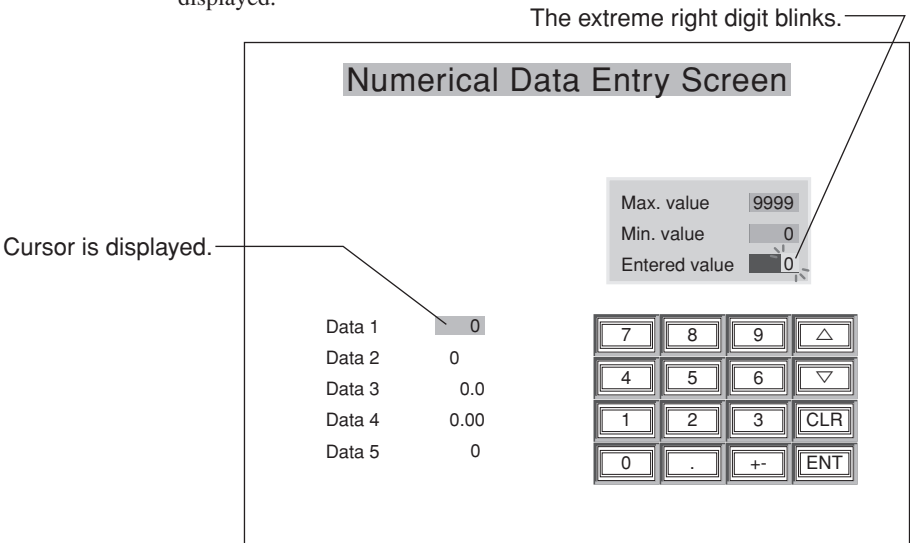 displayed.
The extreme right digit blinks.
Numerical Data Entry Screen
Max. value 9999
Min. value 0
Entered value 0
Cursor is displayed.
Data 1 0
Data 2 0
Data 3 0.0
Data 4 0.00
Data 5 0
7 8 9 △
4 5 6 ▽
1 2 3 CLR
0 . +- ENT